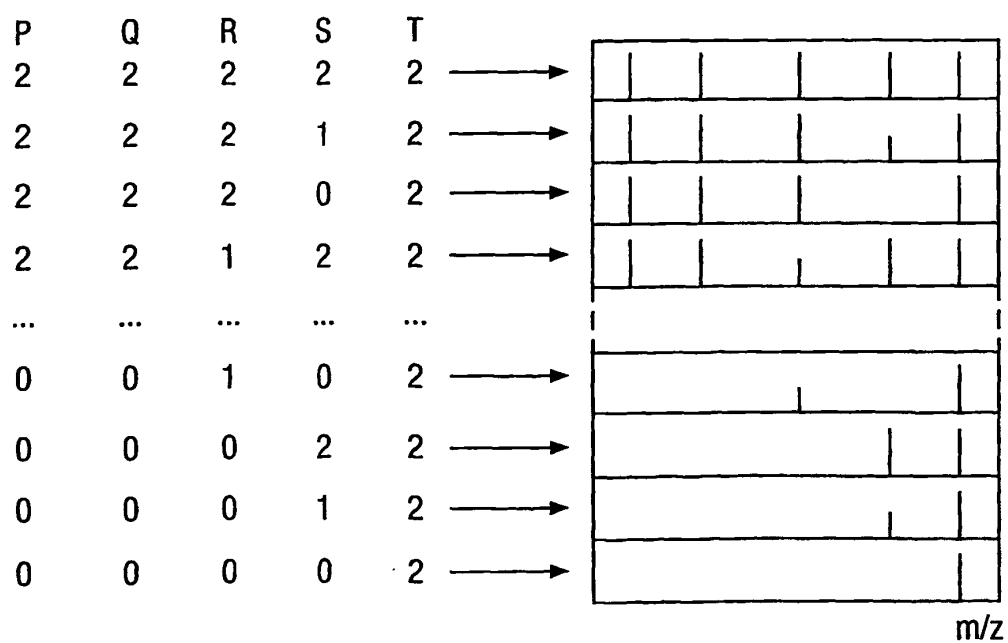 P Q R S T
2 2 2 2 2
2 2 2 1 2
2 2 2 0 2
2 2 1 2 2
... ... ... ... ...
0 0 1 0 2
0 0 0 2 2
0 0 0 1 2
0 0 0 0 2
m/z